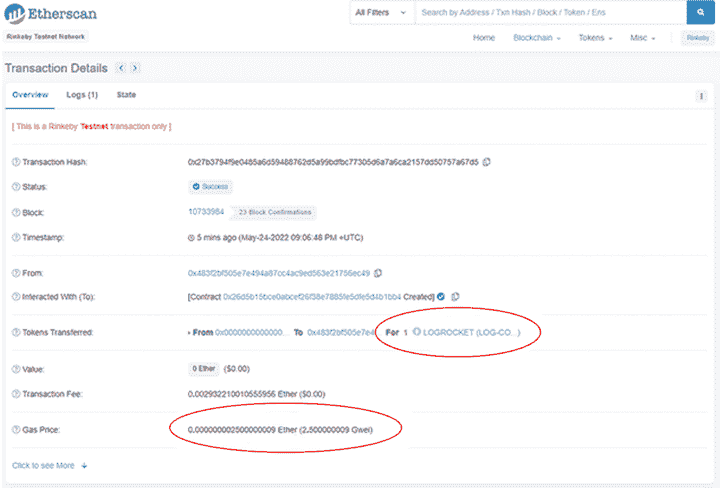 Etherscan
All Filters Search by Address / Txn Hash / Block / Token / Ens
Rinkeby Testnet Network
Home Blockchain Tokens Misc Rinkeby
Transaction Details
Overview Logs (1) State
[ This is a Rinkeby Testnet transaction only ]
Transaction Hash: 0x27b3794f9e0485a6d59488762d5a99bdfbc77305d6a7a6ca2157dd50757a67d5
Status: Success
Block: 10733984 23 Block Confirmations
Timestamp: 5 mins ago (May-24-2022 09:06:48 PM +UTC)
From: 0x483f2bf505e7e494a87cc4ac9ed563e21756ec49
Interacted With (To): [Contract 0x26d5b15bce0abcef26f38e7885fe5dfe5d4b1bb4 Created]
Tokens Transferred: From 0x0000000000000... To 0x483f2bf505e7e4 For 1 LOGROCKET (LOG-CO...)
Value: 0 Ether ($0.00)
Transaction Fee: 0.002932210010555956 Ether ($0.00)
Gas Price: 0.000000002500000009 Ether (2.500000009 Gwei)
Click to see More